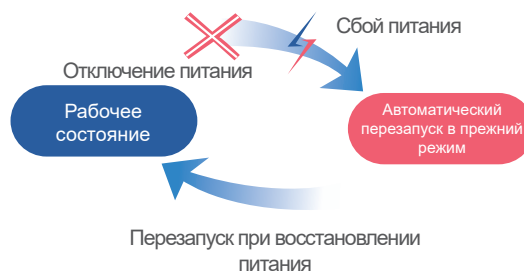 Сбой питания
Отключение питания
Рабочее
состояние
Автоматический
перезапуск в прежний
режим
Перезапуск при восстановлении
питания